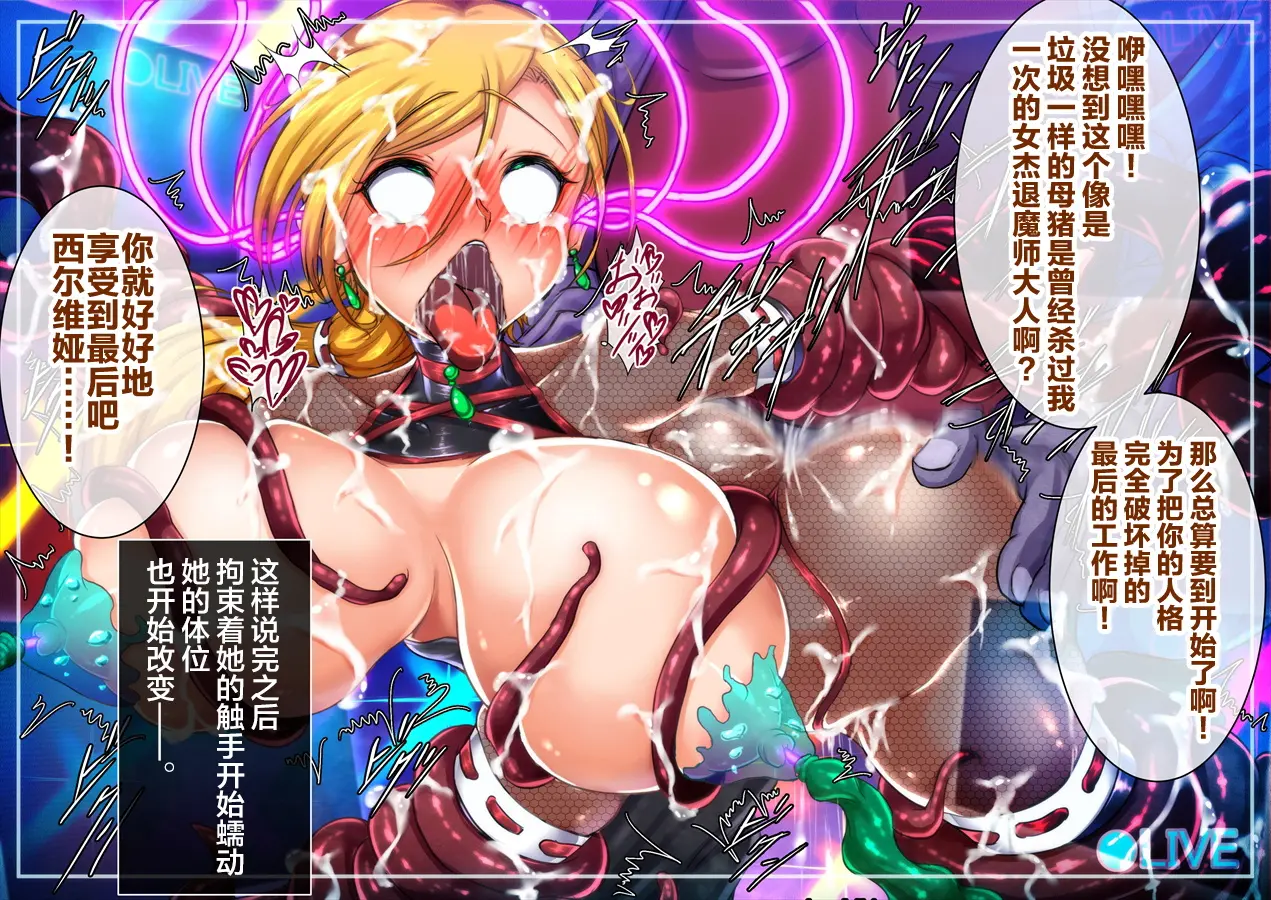 咿嘿嘿嘿！
没想到这个像是
垃圾一样的母猪是曾经杀过我
一次的女杰退魔师大人啊？
那么总算要到开始了啊！
为了把你的人格
完全破坏掉的
最后的工作啊！
你就好好地
享受到最后吧
西尔维娅………！
这样说完之后
拘束着她的触手开始蠕动
她的体位
也开始改变——。
OLIVE
LIVE
OLIVE